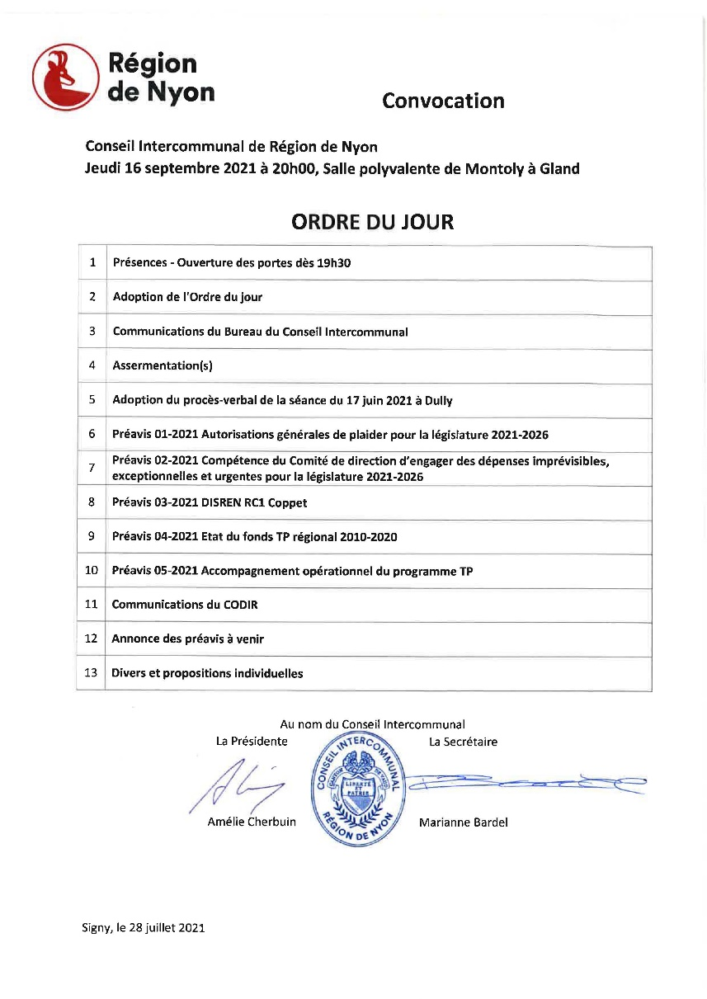 Région
de Nyon
Convocation
Conseil Intercommunal de Région de Nyon
Jeudi 16 septembre 2021 à 20h00, Salle polyvalente de Montoly à Gland
ORDRE DU JOUR
1 Présences - Ouverture des portes dès 19h30
2 Adoption de l'Ordre du jour
3 Communications du Bureau du Conseil Intercommunal
4 Assermentation(s)
5 Adoption du procès-verbal de la séance du 17 juin 2021 à Dully
6 Préavis 01-2021 Autorisations générales de plaider pour la législature 2021-2026
7 Préavis 02-2021 Compétence du Comité de direction d'engager des dépenses imprévisibles,
exceptionnelles et urgentes pour la législature 2021-2026
8 Préavis 03-2021 DISREN RC1 Coppet
9 Préavis 04-2021 Etat du fonds TP régional 2010-2020
10 Préavis 05-2021 Accompagnement opérationnel du programme TP
11 Communications du CODIR
12 Annonce des préavis à venir
13 Divers et propositions individuelles
Au nom du Conseil Intercommunal
La Présidente
La Secrétaire
CONSEIL INTERCOMMUNAL
CANTON DE VAUD
LIBERTÉ
ET
PATRIE
RÉGION DE NYON
Amélie Cherbuin
Marianne Bardel
Signy, le 28 juillet 2021